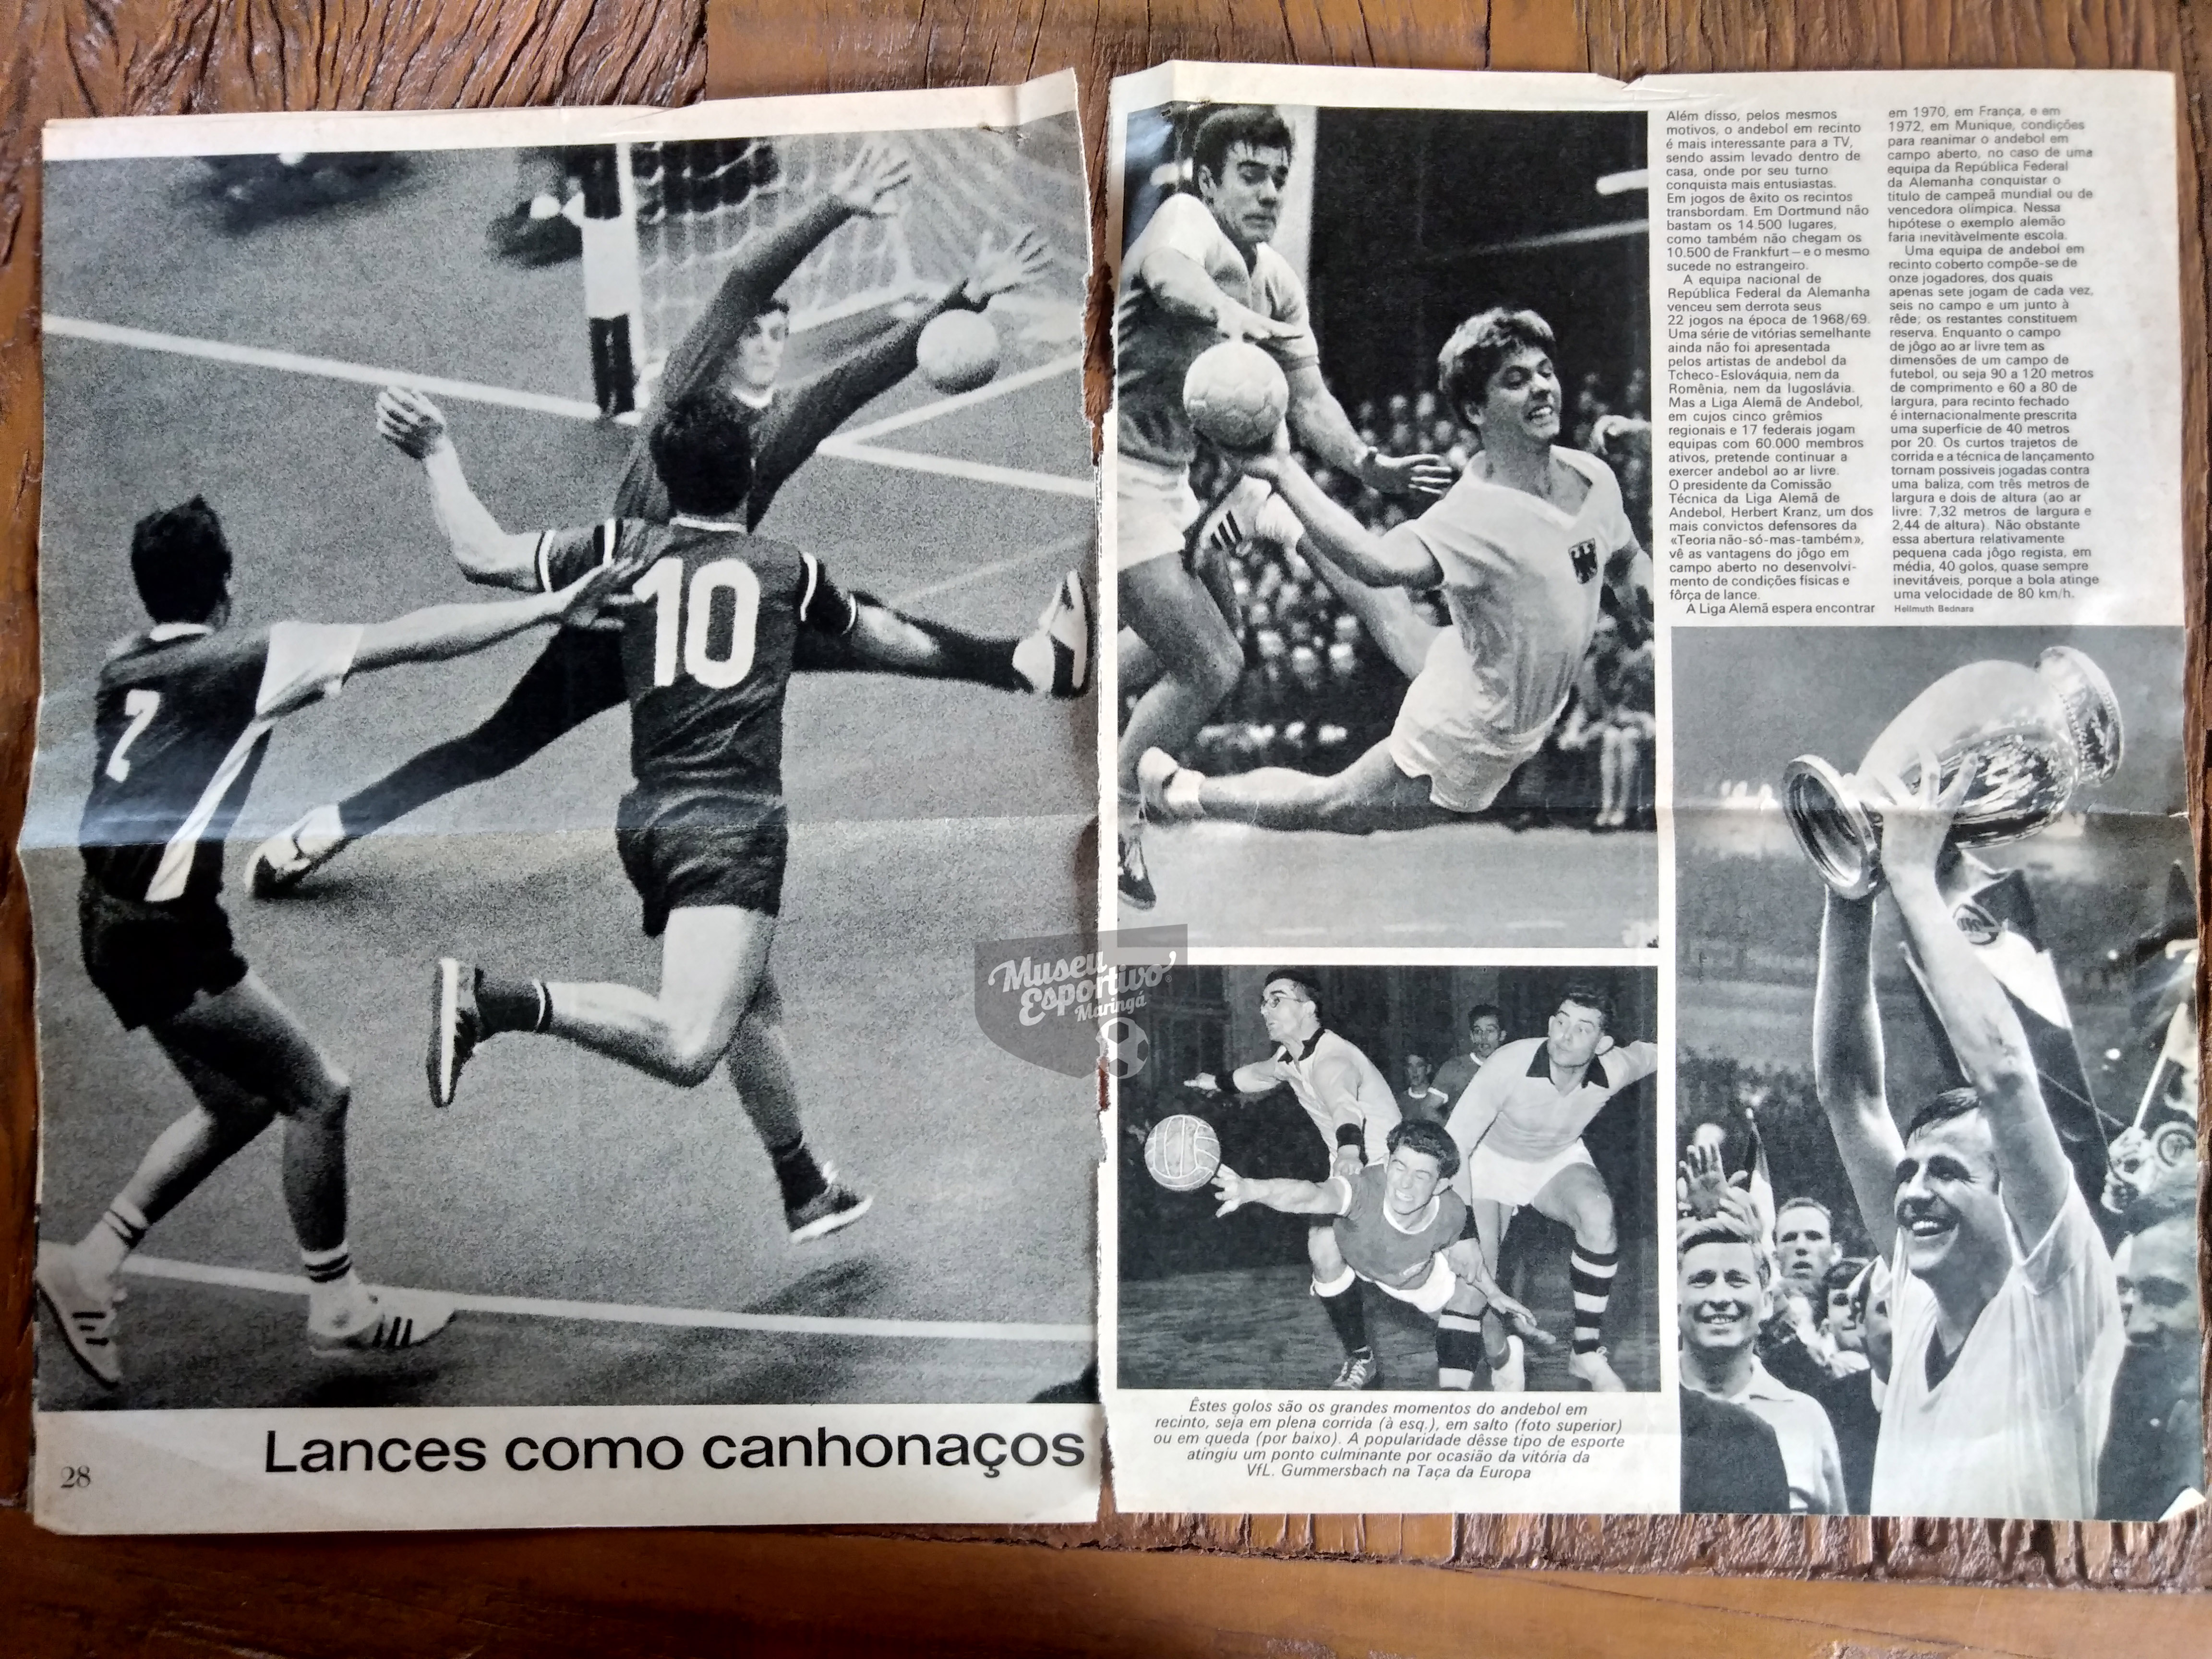 10
7
Lances como canhonaços
28
Museu
Esportivo
Maringá
Além disso, pelos mesmos
motivos, o andebol em recinto
é mais interessante para a TV,
sendo assim levado dentro de
casa, onde por seu turno
conquista mais entusiastas.
Em jogos de êxito os recintos
transbordam. Em Dortmund não
bastam os 14.500 lugares,
como também não chegam os
10.500 de Frankfurt – e o mesmo
sucede no estrangeiro.
A equipa nacional de
República Federal da Alemanha
venceu sem derrota seus
22 jogos na época de 1968/69.
Uma série de vitórias semelhante
ainda não foi apresentada
pelos artistas de andebol da
Tcheco-Eslováquia, nem da
Romênia, nem da Iugoslávia.
Mas a Liga Alemã de Andebol,
em cujos cinco grêmios
regionais e 17 federais jogam
equipas com 60.000 membros
ativos, pretende continuar a
exercer andebol ao ar livre.
O presidente da Comissão
Técnica da Liga Alemã de
Andebol, Herbert Kranz, um dos
mais convictos defensores da
«Teoria não-só-mas-também»,
vê as vantagens do jôgo em
campo aberto no desenvolvi-
mento de condições físicas e
fôrça de lance.
A Liga Alemã espera encontrar
em 1970, em França, e em
1972, em Munique, condições
para reanimar o andebol em
campo aberto, no caso de uma
equipa da República Federal
da Alemanha conquistar o
titulo de campeã mundial ou de
vencedora olímpica. Nessa
hipótese o exemplo alemão
faria inevitàvelmente escola.
Uma equipa de andebol em
recinto coberto compõe-se de
onze jogadores, dos quais
apenas sete jogam de cada vez,
seis no campo e um junto à
rêde; os restantes constituem
reserva. Enquanto o campo
de jôgo ao ar livre tem as
dimensões de um campo de
futebol, ou seja 90 a 120 metros
de comprimento e 60 a 80 de
largura, para recinto fechado
é internacionalmente prescrita
uma superfície de 40 metros
por 20. Os curtos trajetos de
corrida e a técnica de lançamento
tornam possíveis jogadas contra
uma baliza, com três metros de
largura e dois de altura (ao ar
livre: 7,32 metros de largura e
2,44 de altura). Não obstante
essa abertura relativamente
pequena cada jôgo regista, em
média, 40 golos, quase sempre
inevitáveis, porque a bola atinge
uma velocidade de 80 km/h.
Hellmuth Bednara
Êstes golos são os grandes momentos do andebol em
recinto, seja em plena corrida (à esq.), em salto (foto superior)
ou em queda (por baixo). A popularidade dêsse tipo de esporte
atingiu um ponto culminante por ocasião da vitória da
VfL. Gummersbach na Taça da Europa